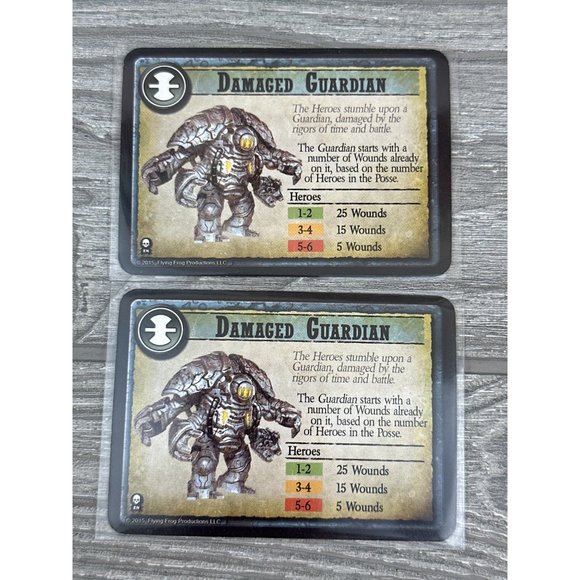 DAMAGED GUARDIAN
The Heroes stumble upon a
Guardian, damaged by the
rigors of time and battle.
The Guardian starts with a
number of Wounds already
on it, based on the number
of Heroes in the Posse.
Heroes
1-2 25 Wounds
3-4 15 Wounds
5-6 5 Wounds
EN
© 2015, Flying Frog Productions LLC
DAMAGED GUARDIAN
The Heroes stumble upon a
Guardian, damaged by the
rigors of time and battle.
The Guardian starts with a
number of Wounds already
on it, based on the number
of Heroes in the Posse.
Heroes
1-2 25 Wounds
3-4 15 Wounds
5-6 5 Wounds
EN
© 2015, Flying Frog Productions LLC